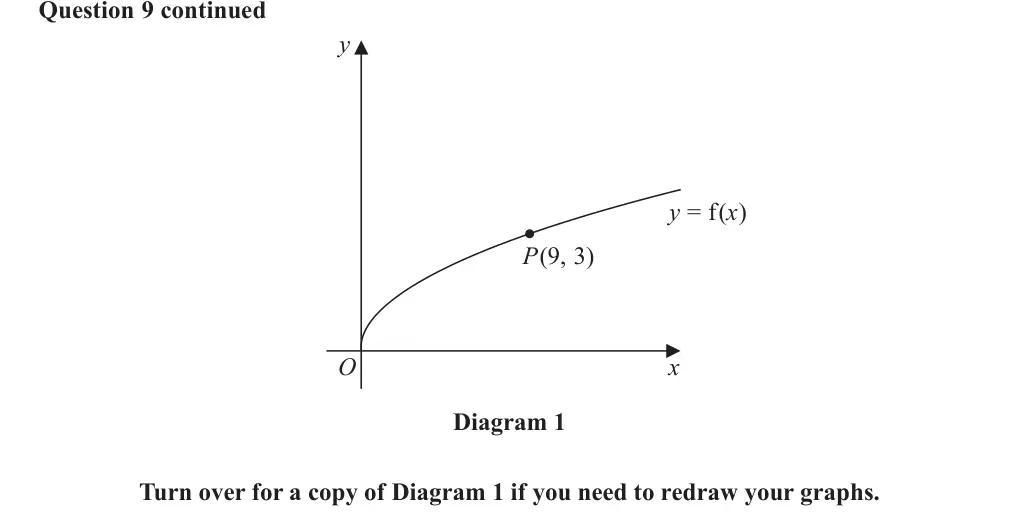 Question 9 continued
y
y = f(x)
P(9, 3)
O
x
Diagram 1
Turn over for a copy of Diagram 1 if you need to redraw your graphs.